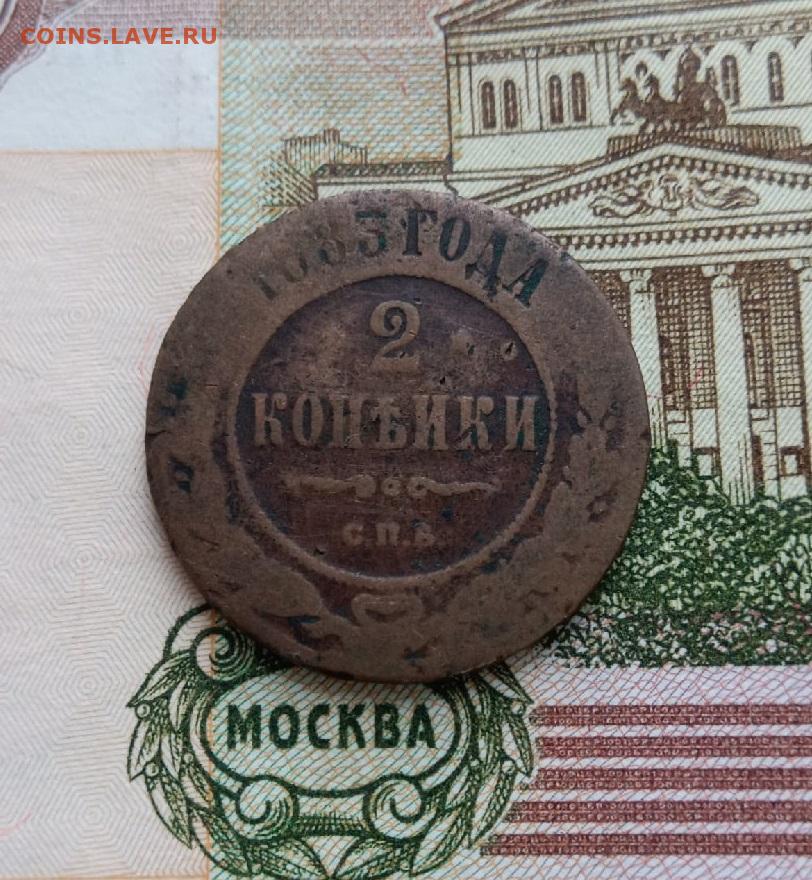 COINS.LAVE.RU
1883 ГОДА
2
КОПѢЙКИ
С.П.Б.
МОСКВА